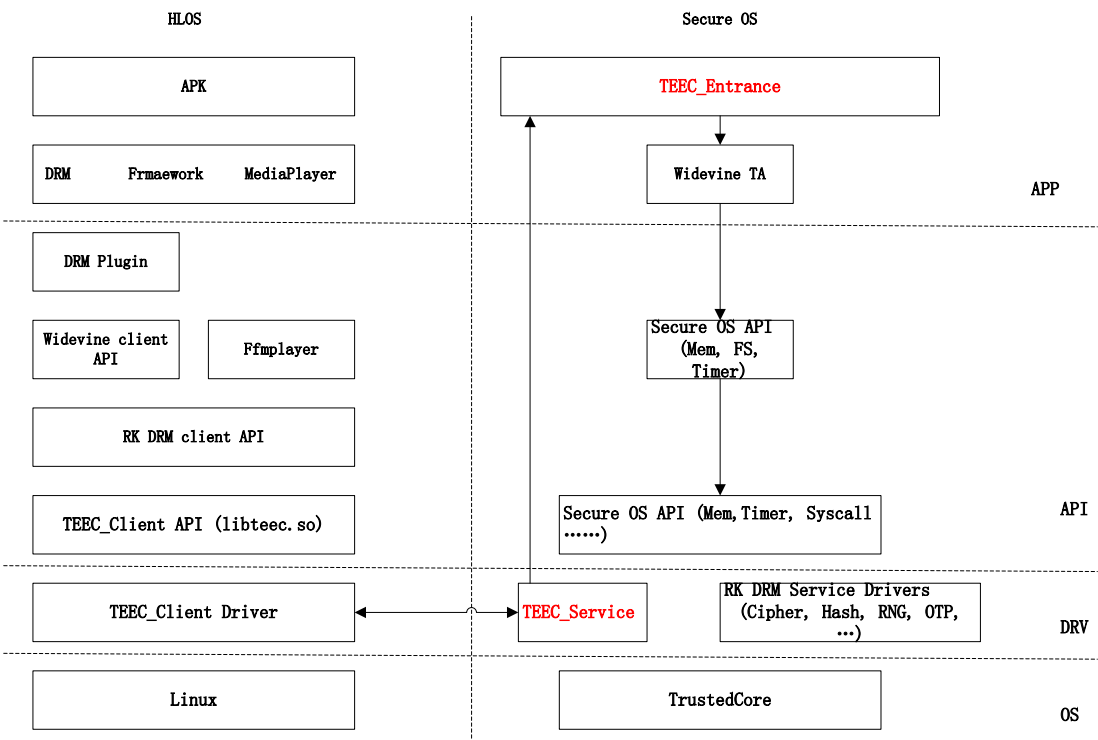 HLOS
Secure OS
APK
TEEC_Entrance
DRM Frmaework MediaPlayer
Widevine TA
APP
DRM Plugin
Widevine client
API
Ffmplayer
Secure OS API
(Mem, FS,
Timer)
RK DRM client API
TEEC_Client API (libteec.so)
Secure OS API (Mem,Timer, Syscall
……)
API
TEEC_Client Driver
TEEC_Service
RK DRM Service Drivers
(Cipher, Hash, RNG, OTP,
…)
DRV
Linux
TrustedCore
OS